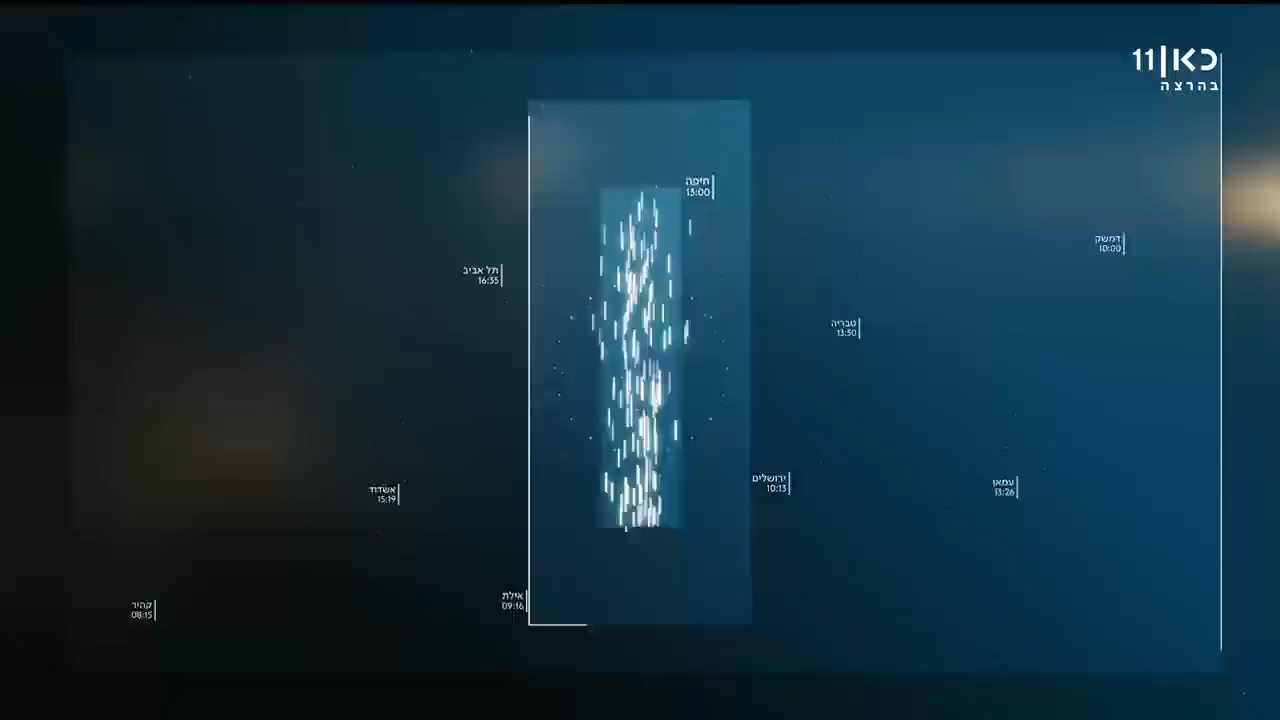 כאן|11
בהרצה
חיפה
13:00
דמשק
10:00
תל אביב
16:35
טבריה
13:50
ירושלים
10:13
עמאן
13:26
אשדוד
15:19
אילת
09:16
קהיר
08:15